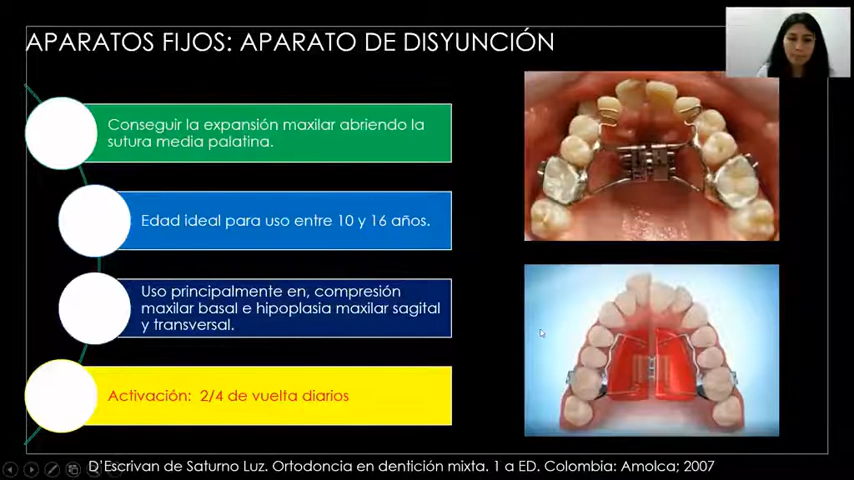 APARATOS FIJOS: APARATO DE DISYUNCIÓN
Conseguir la expansión maxilar abriendo la
sutura media palatina.
Edad ideal para uso entre 10 y 16 años.
Uso principalmente en, compresión
maxilar basal e hipoplasia maxilar sagital
y transversal.
Activación: 2/4 de vuelta diarios
D'Escrivan de Saturno Luz. Ortodoncia en dentición mixta. 1 a ED. Colombia: Amolca; 2007